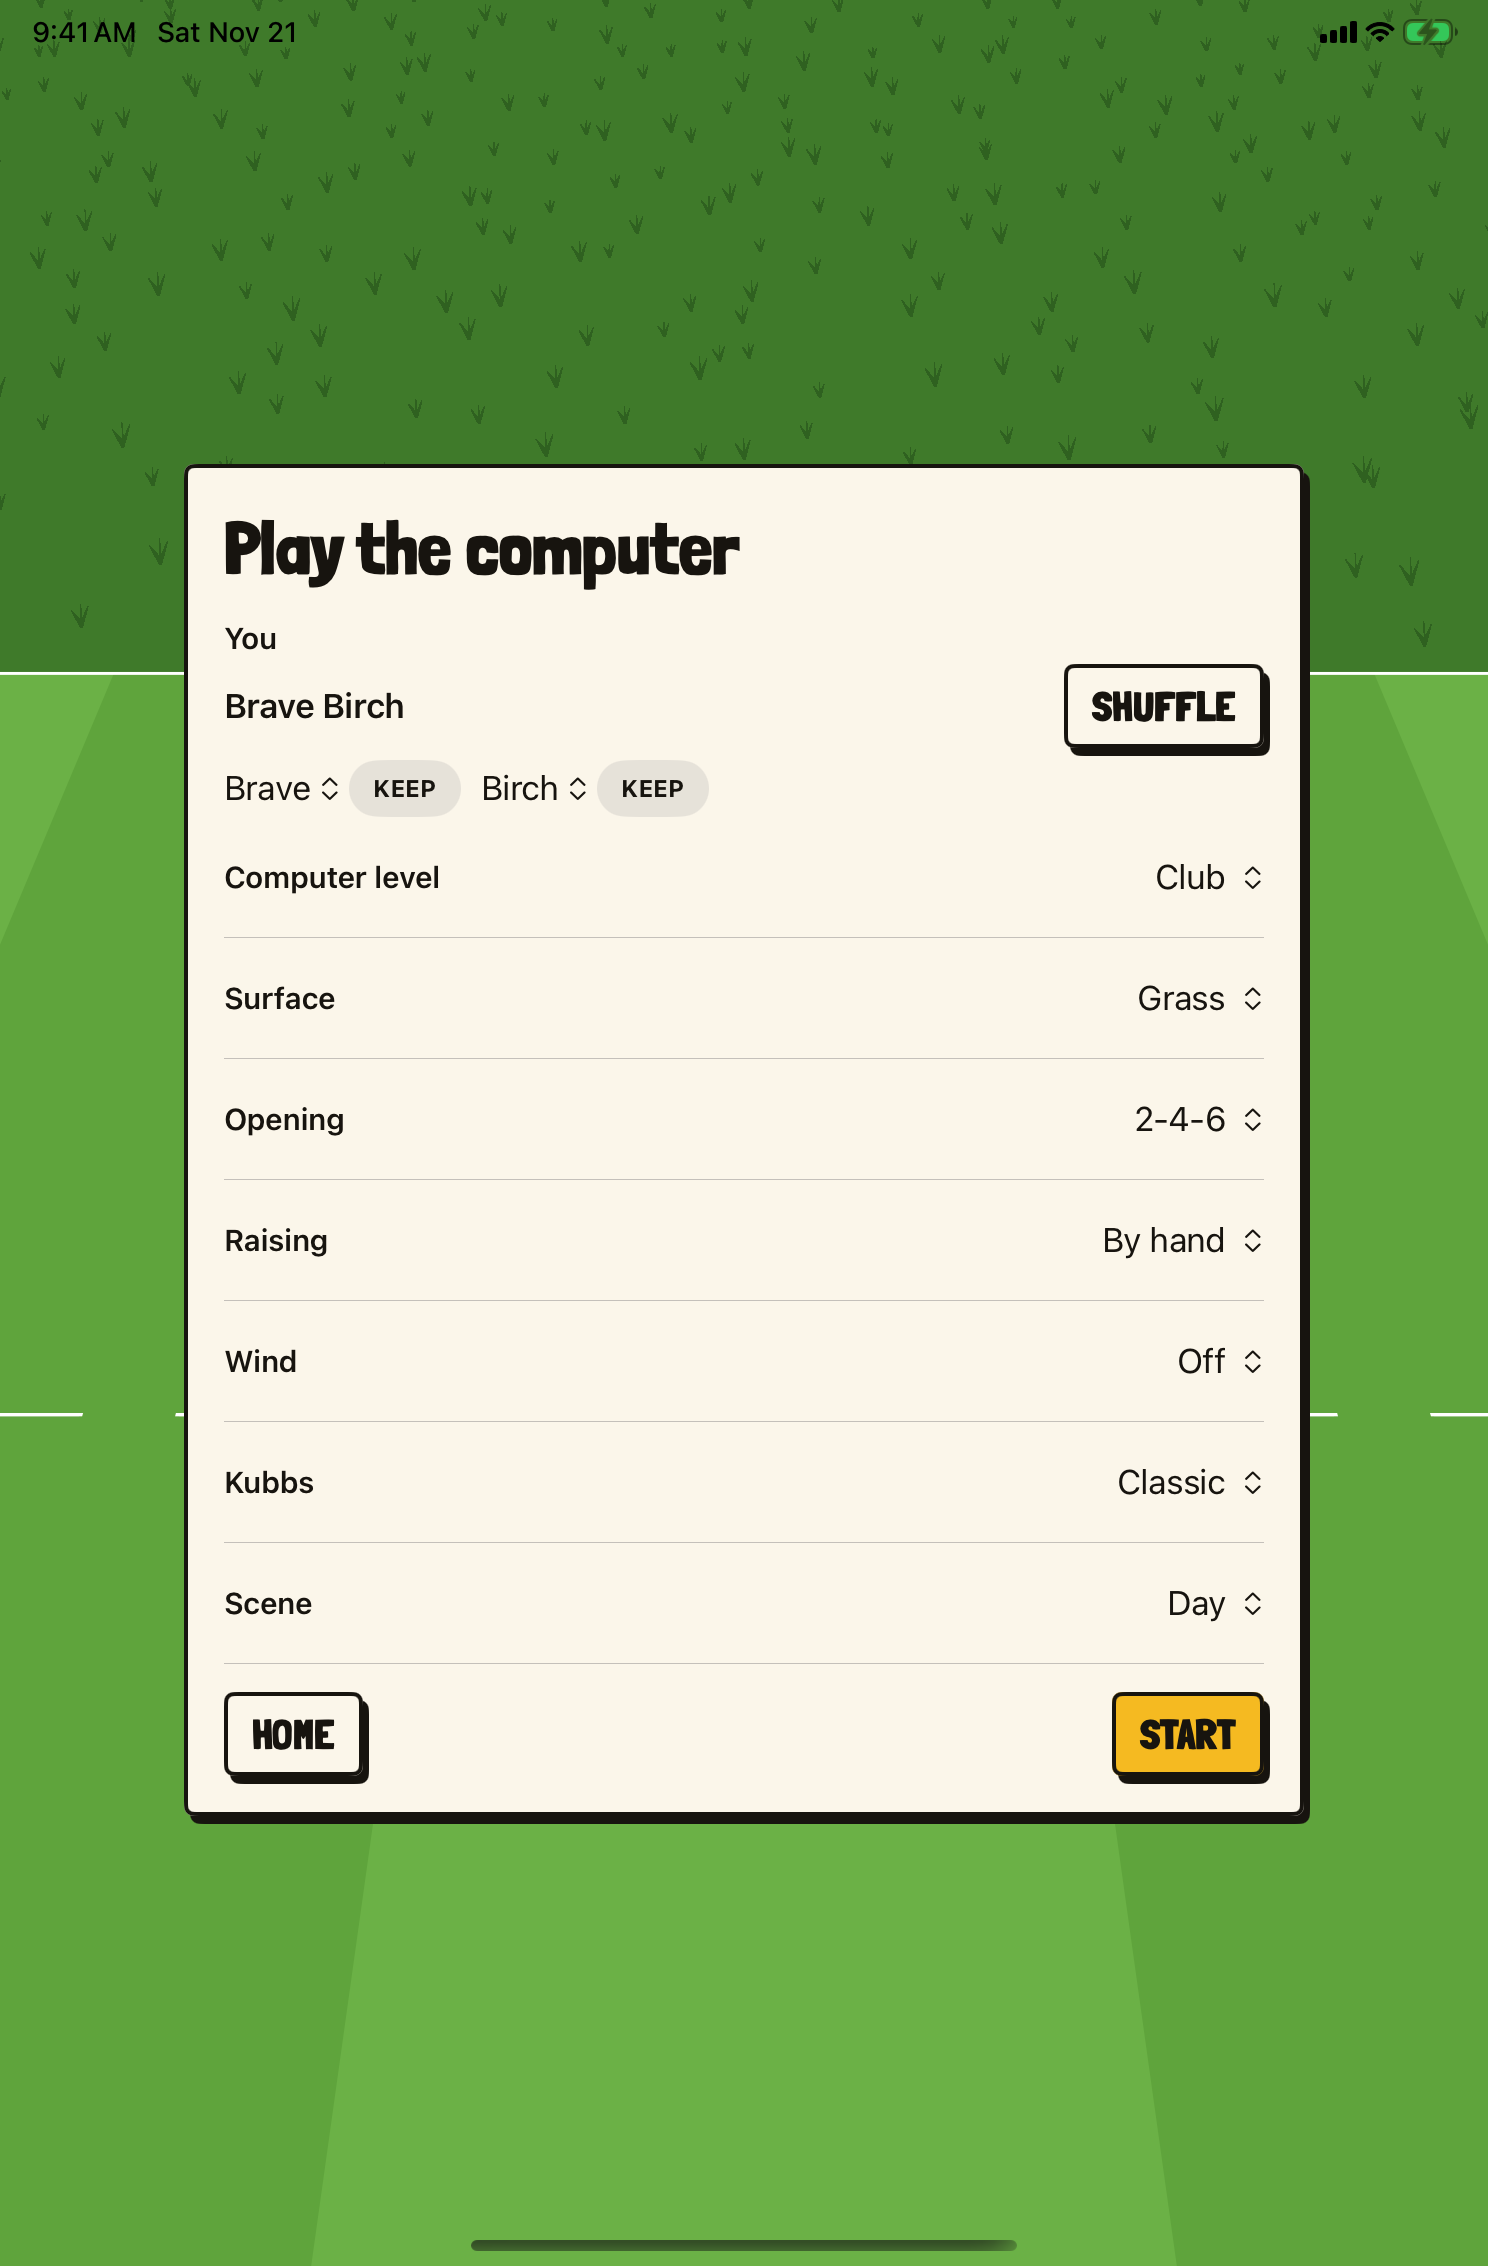 9:41 AM Sat Nov 21
Play the computer
You
Brave Birch
SHUFFLE
Brave KEEP Birch KEEP
Computer level Club
Surface Grass
Opening 2-4-6
Raising By hand
Wind Off
Kubbs Classic
Scene Day
HOME START